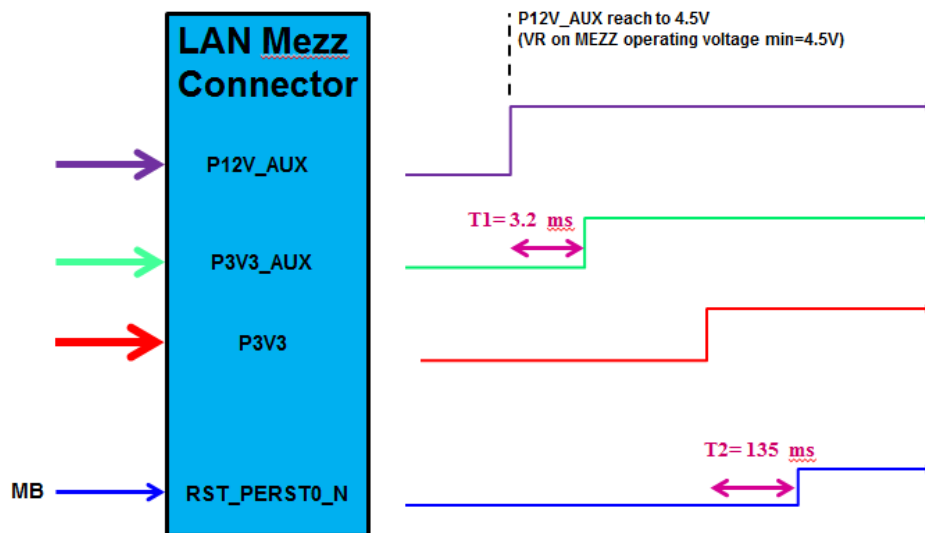 LAN Mezz
Connector
P12V_AUX reach to 4.5V
(VR on MEZZ operating voltage min=4.5V)
P12V_AUX
T1= 3.2 ms
P3V3_AUX
P3V3
T2= 135 ms
MB
RST_PERST0_N